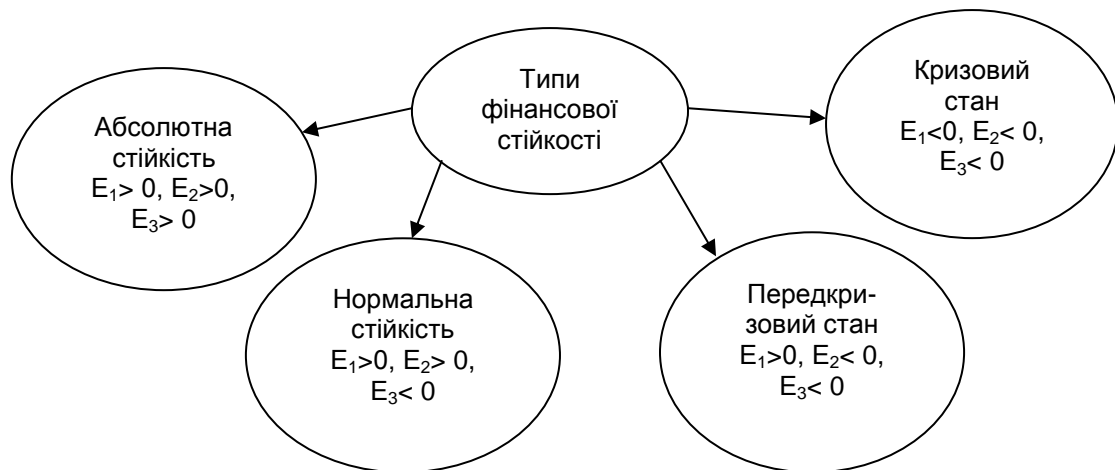 Типи
фінансової
стійкості
Абсолютна
стійкість
E₁> 0, E₂>0,
E₃> 0
Нормальна
стійкість
E₁>0, E₂> 0,
E₃< 0
Передкри-
зовий стан
E₁>0, E₂< 0,
E₃< 0
Кризовий
стан
E₁<0, E₂< 0,
E₃< 0